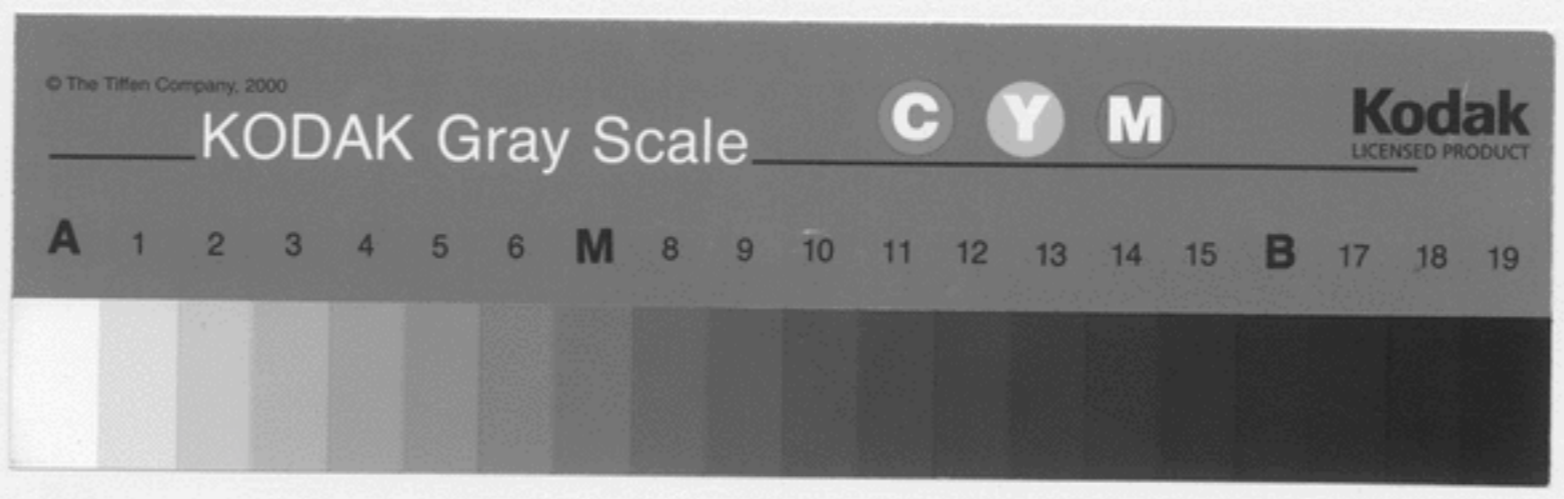 © The Tiffen Company, 2000
KODAK Gray Scale
C Y M
Kodak
LICENSED PRODUCT
A 1 2 3 4 5 6 M 8 9 10 11 12 13 14 15 B 17 18 19